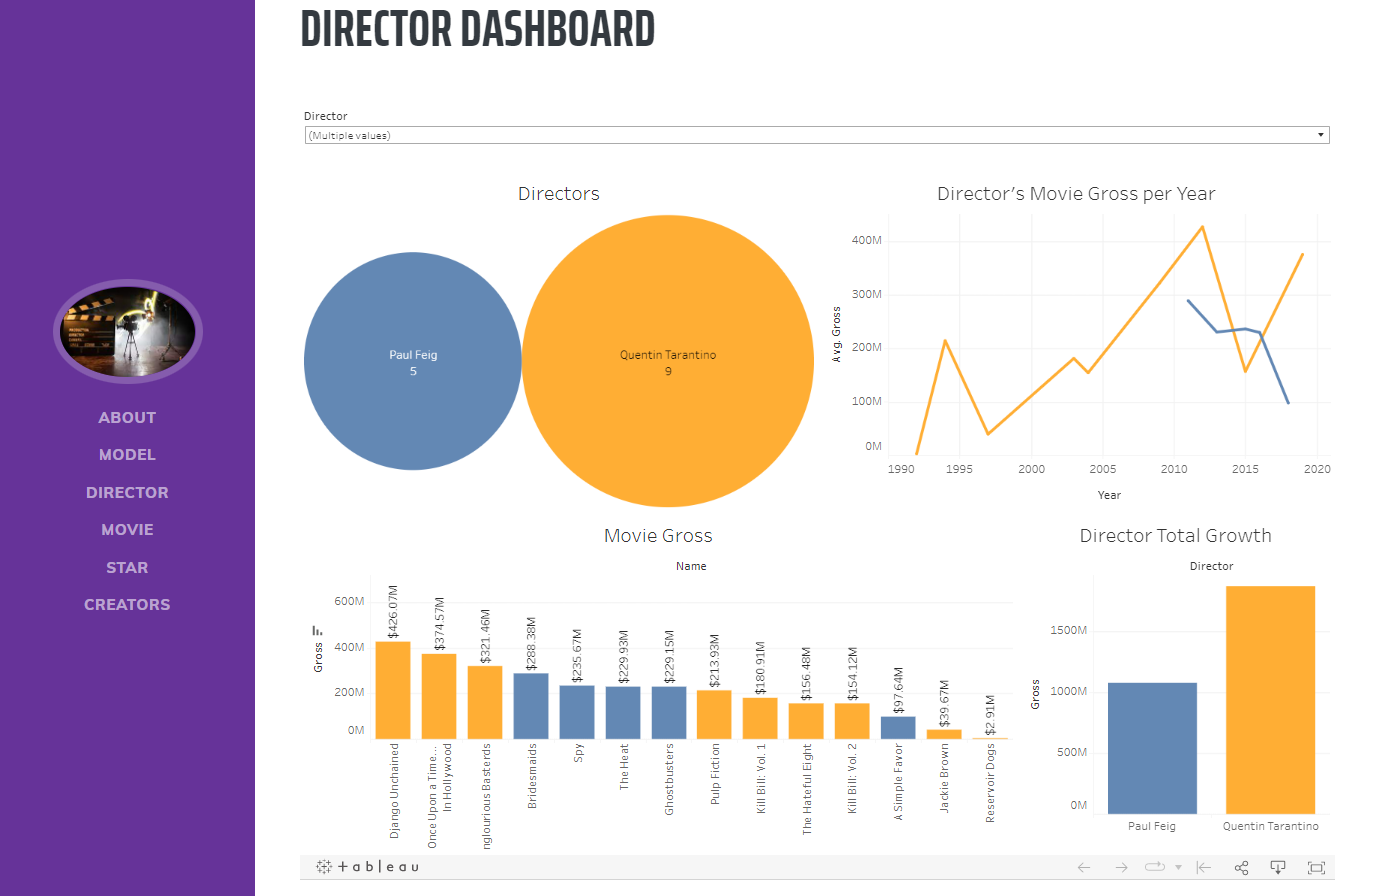 DIRECTOR DASHBOARD
ABOUT
MODEL
DIRECTOR
MOVIE
STAR
CREATORS
Director
(Multiple values)
Directors
Paul Feig
5
Quentin Tarantino
9
Director's Movie Gross per Year
Avg. Gross
400M
300M
200M
100M
0M
1990 1995 2000 2005 2010 2015 2020
Year
Movie Gross
Name
Gross
600M
400M
200M
0M
$426.07M
$374.57M
$321.46M
$288.38M
$235.67M
$229.93M
$229.15M
$213.93M
$180.91M
$156.48M
$154.12M
$97.64M
$39.67M
$2.91M
Django Unchained
Once Upon a Time...
In Hollywood
nglourious Basterds
Bridesmaids
Spy
The Heat
Ghostbusters
Pulp Fiction
Kill Bill: Vol. 1
The Hateful Eight
Kill Bill: Vol. 2
A Simple Favor
Jackie Brown
Reservoir Dogs
Director Total Growth
Director
Gross
1500M
1000M
500M
0M
Paul Feig
Quentin Tarantino
+ableau